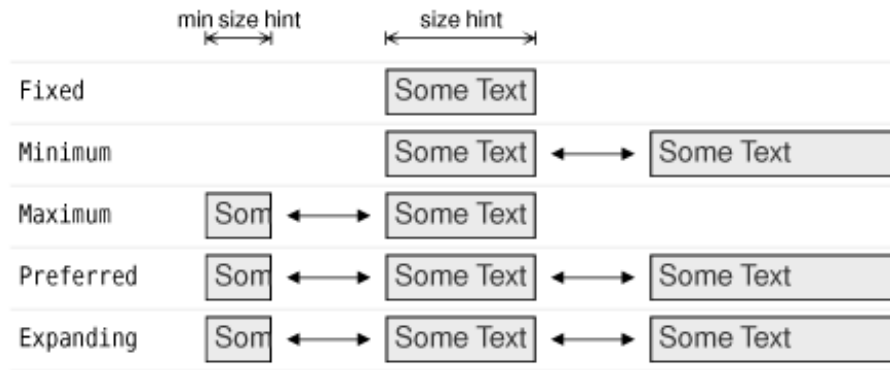 min size hint size hint
Fixed Some Text
Minimum Some Text Some Text
Maximum Som Some Text
Preferred Som Some Text Some Text
Expanding Som Some Text Some Text